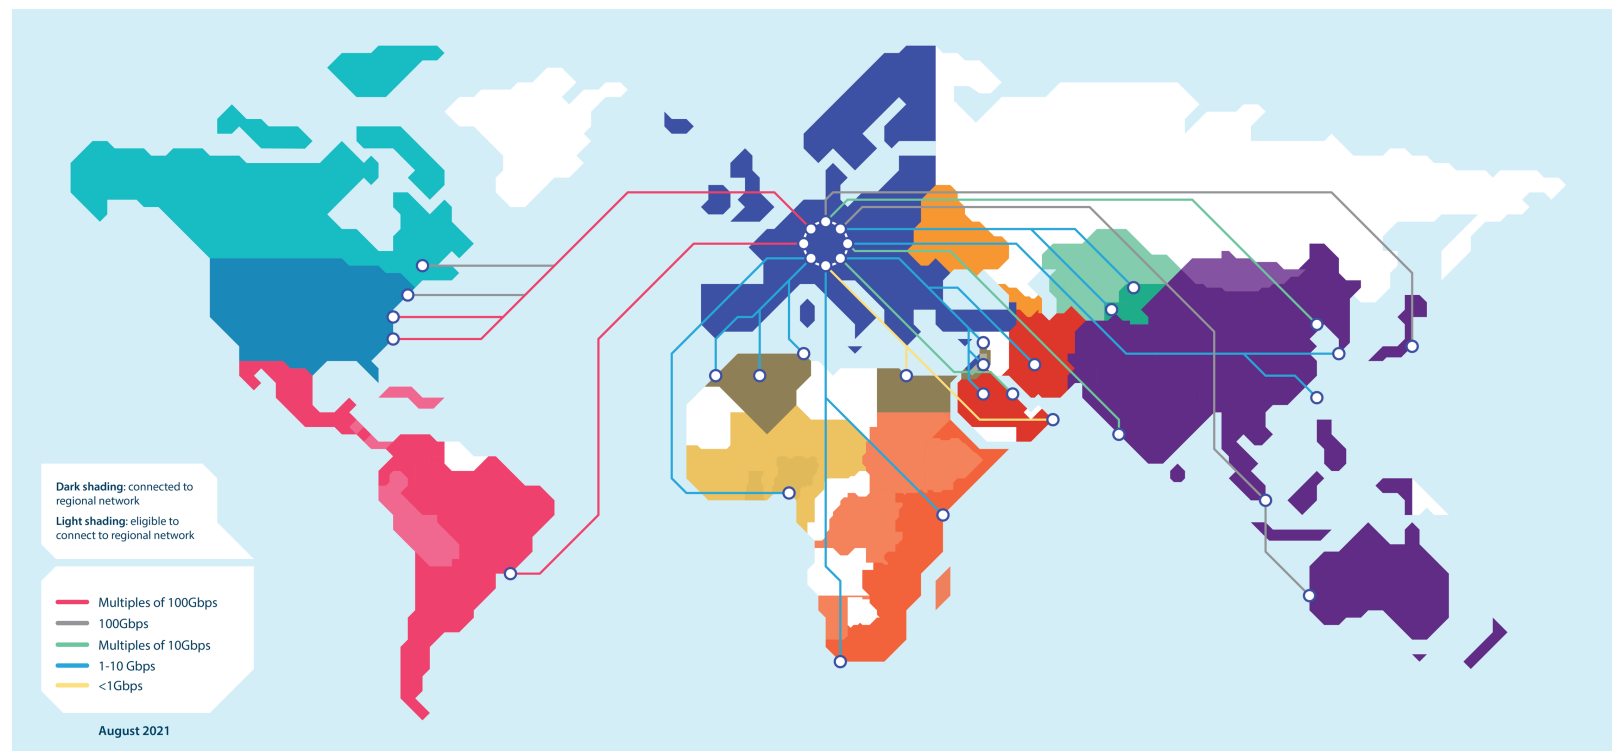 Dark shading: connected to
regional network
Light shading: eligible to
connect to regional network
Multiples of 100Gbps
100Gbps
Multiples of 10Gbps
1-10 Gbps
<1Gbps
August 2021